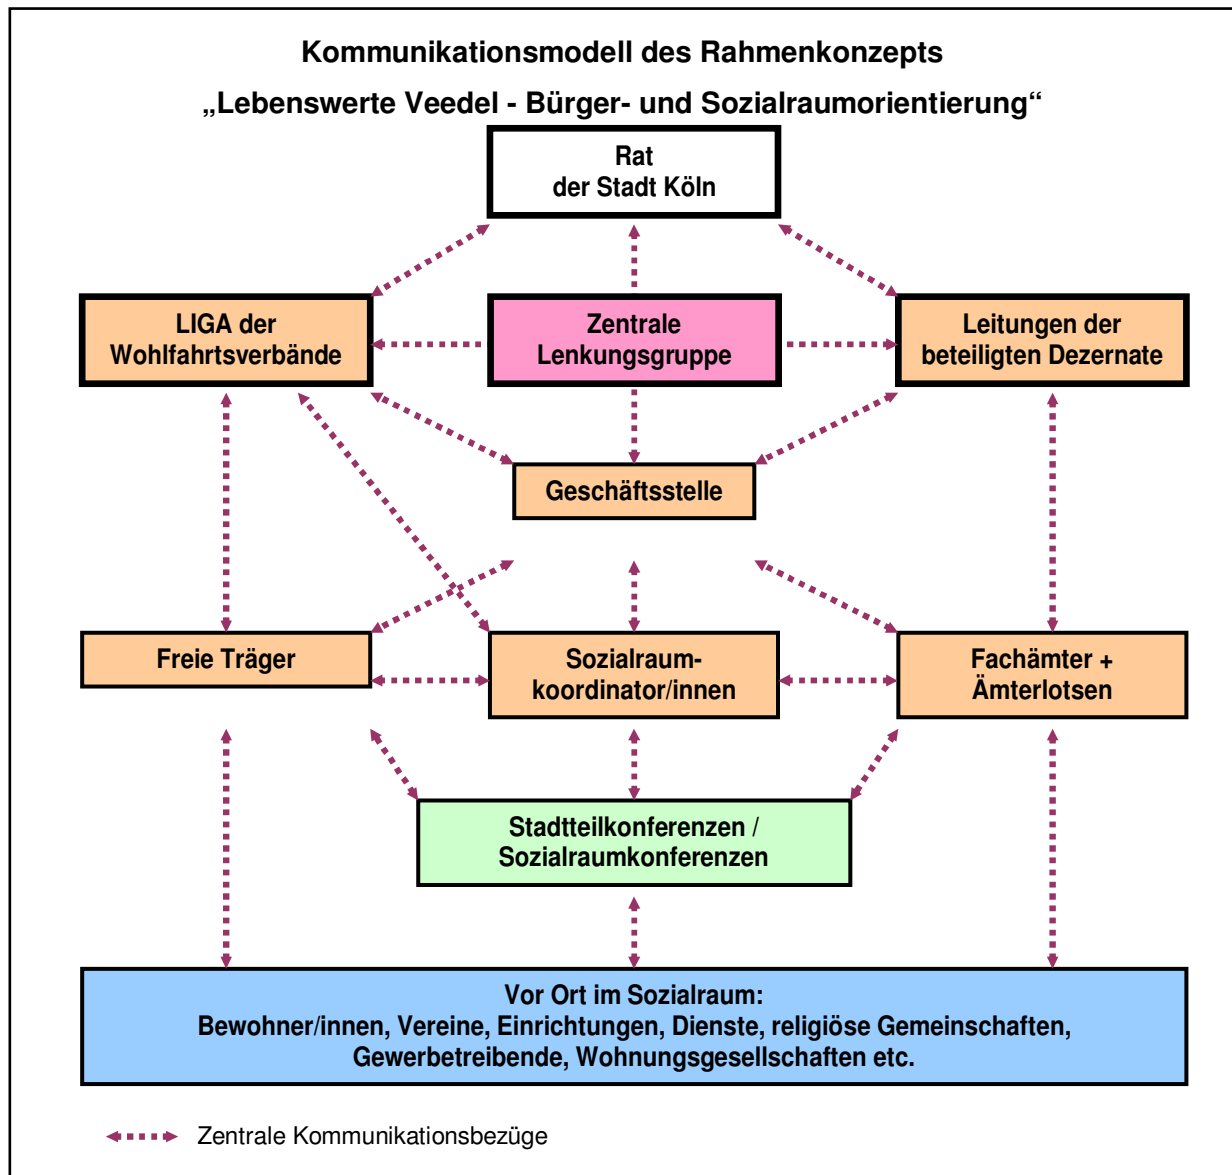 Kommunikationsmodell des Rahmenkonzepts
„Lebenswerte Veedel - Bürger- und Sozialraumorientierung“
Rat
der Stadt Köln
LIGA der
Wohlfahrtsverbände
Zentrale
Lenkungsgruppe
Leitungen der
beteiligten Dezernate
Geschäftsstelle
Freie Träger
Sozialraum-
koordinator/innen
Fachämter +
Ämterlotsen
Stadtteilkonferenzen /
Sozialraumkonferenzen
Vor Ort im Sozialraum:
Bewohner/innen, Vereine, Einrichtungen, Dienste, religiöse Gemeinschaften,
Gewerbetreibende, Wohnungsgesellschaften etc.
Zentrale Kommunikationsbezüge